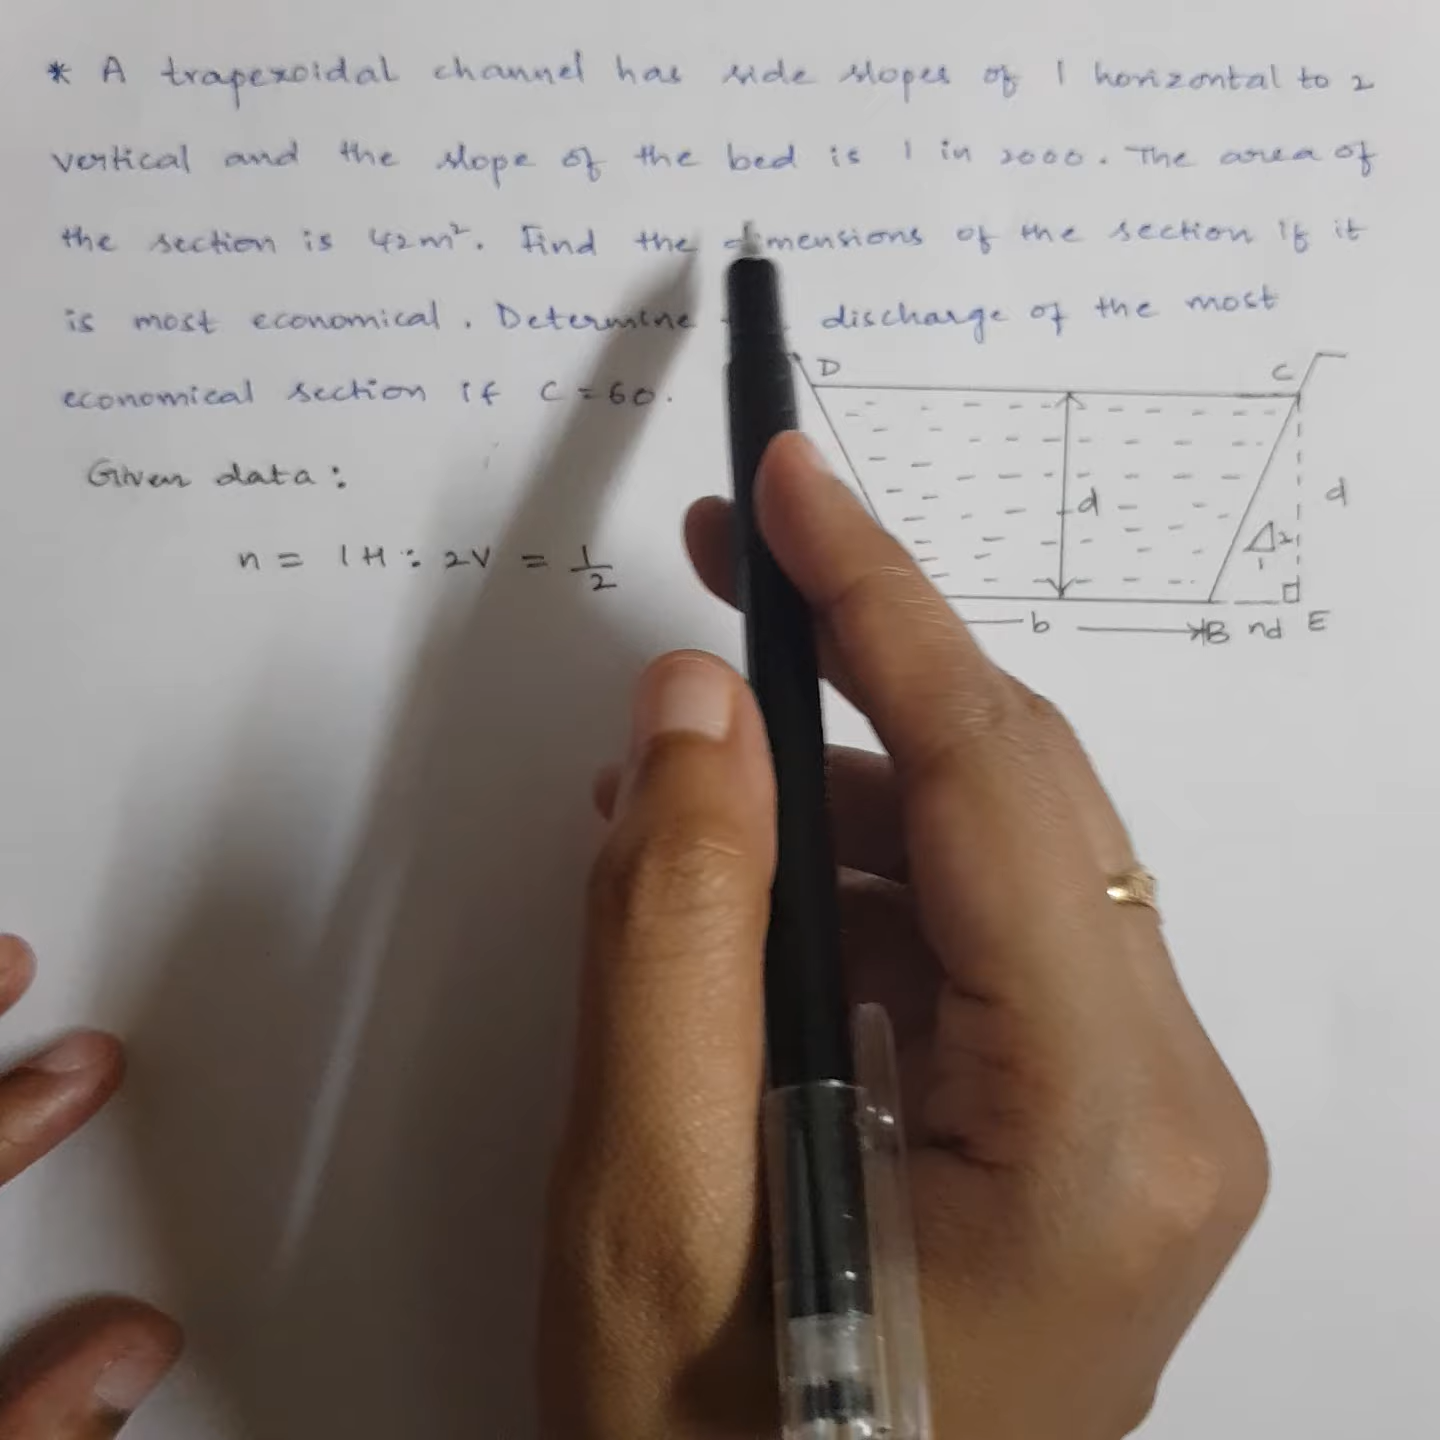 * A trapezoidal channel has side slopes of 1 horizontal to 2
vertical and the slope of the bed is 1 in 2000. The area of
the section is 42m². Find the dimensions of the section if it
is most economical. Determine discharge of the most
economical section if C = 60.
D C
Given data:
d d
n = 1H : 2V = 1/2
2
1
b B nd E